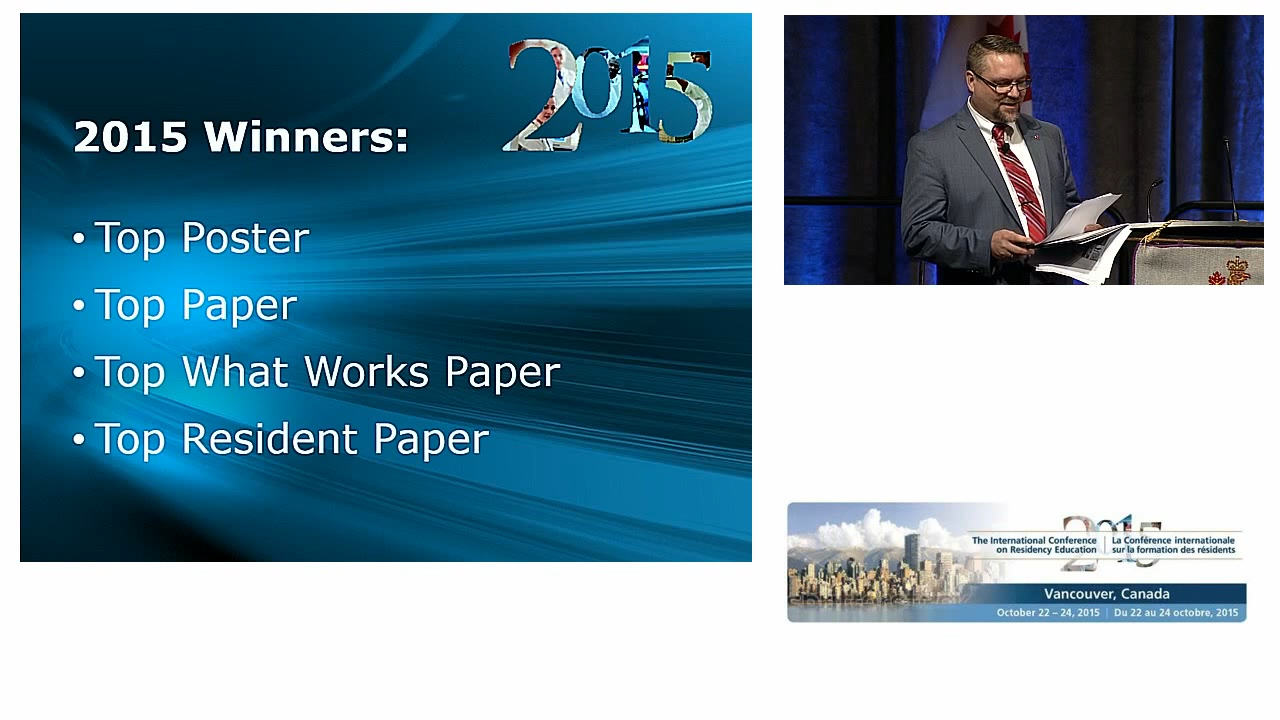 2015
2015 Winners:
• Top Poster
• Top Paper
• Top What Works Paper
• Top Resident Paper
2015
The International Conference
on Residency Education
La Conférence internationale
sur la formation des résidents
Vancouver, Canada
October 22 – 24, 2015 | Du 22 au 24 octobre, 2015